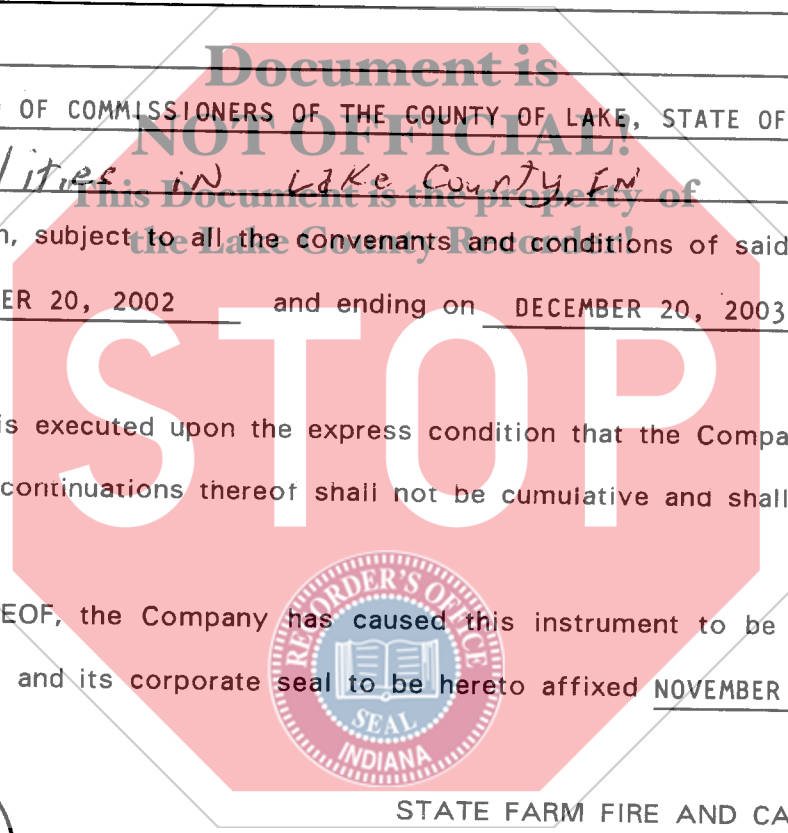 Document is
OF COMMISSIONERS OF THE COUNTY OF LAKE, STATE OF
NOT OFFICIAL!
lities in Lake County, IN
This Document is the property of
, subject to all the convenants and conditions of said
the Lake County Recorder!
ER 20, 2002 and ending on DECEMBER 20, 2003
STOP
is executed upon the express condition that the Compa
continuations thereof shall not be cumulative and shall
EOF, the Company has caused this instrument to be
RECORDER'S OFFICE
and its corporate seal to be hereto affixed NOVEMBER
SEAL
INDIANA
STATE FARM FIRE AND CA